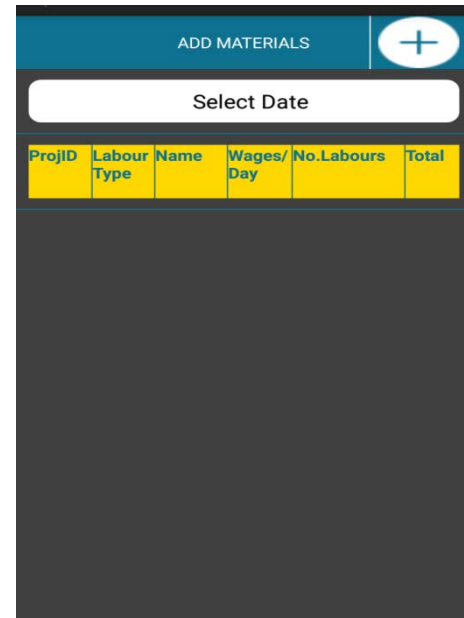 ADD MATERIALS
Select Date
ProjID Labour Type Name Wages/ Day No.Labours Total